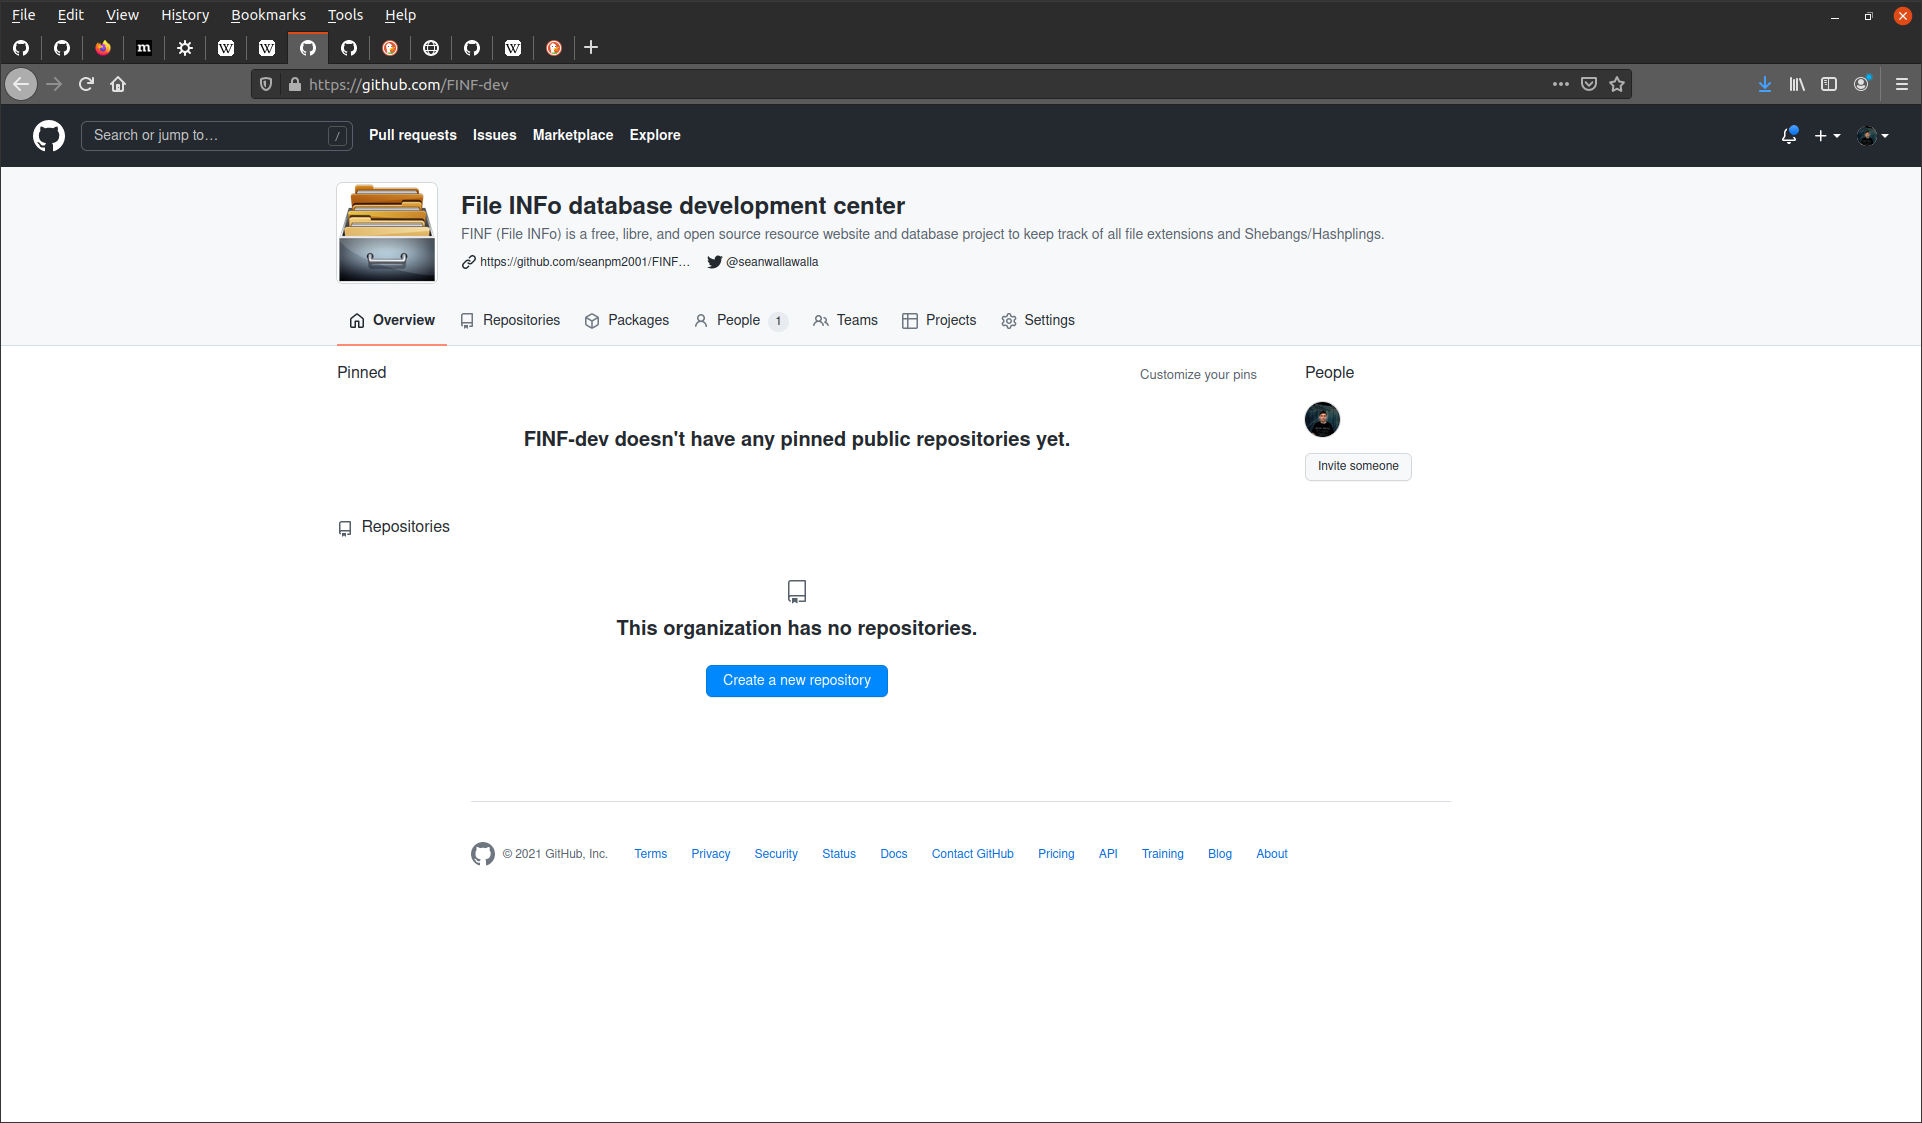 File Edit View History Bookmarks Tools Help
m W W W
https://github.com/FINF-dev
Search or jump to… / Pull requests Issues Marketplace Explore
File INFo database development center
FINF (File INFo) is a free, libre, and open source resource website and database project to keep track of all file extensions and Shebangs/Hashplings.
https://github.com/seanpm2001/FINF… @seanwallawalla
Overview Repositories Packages People 1 Teams Projects Settings
Pinned Customize your pins People
FINF-dev doesn't have any pinned public repositories yet.
Invite someone
Repositories
This organization has no repositories.
Create a new repository
© 2021 GitHub, Inc. Terms Privacy Security Status Docs Contact GitHub Pricing API Training Blog About